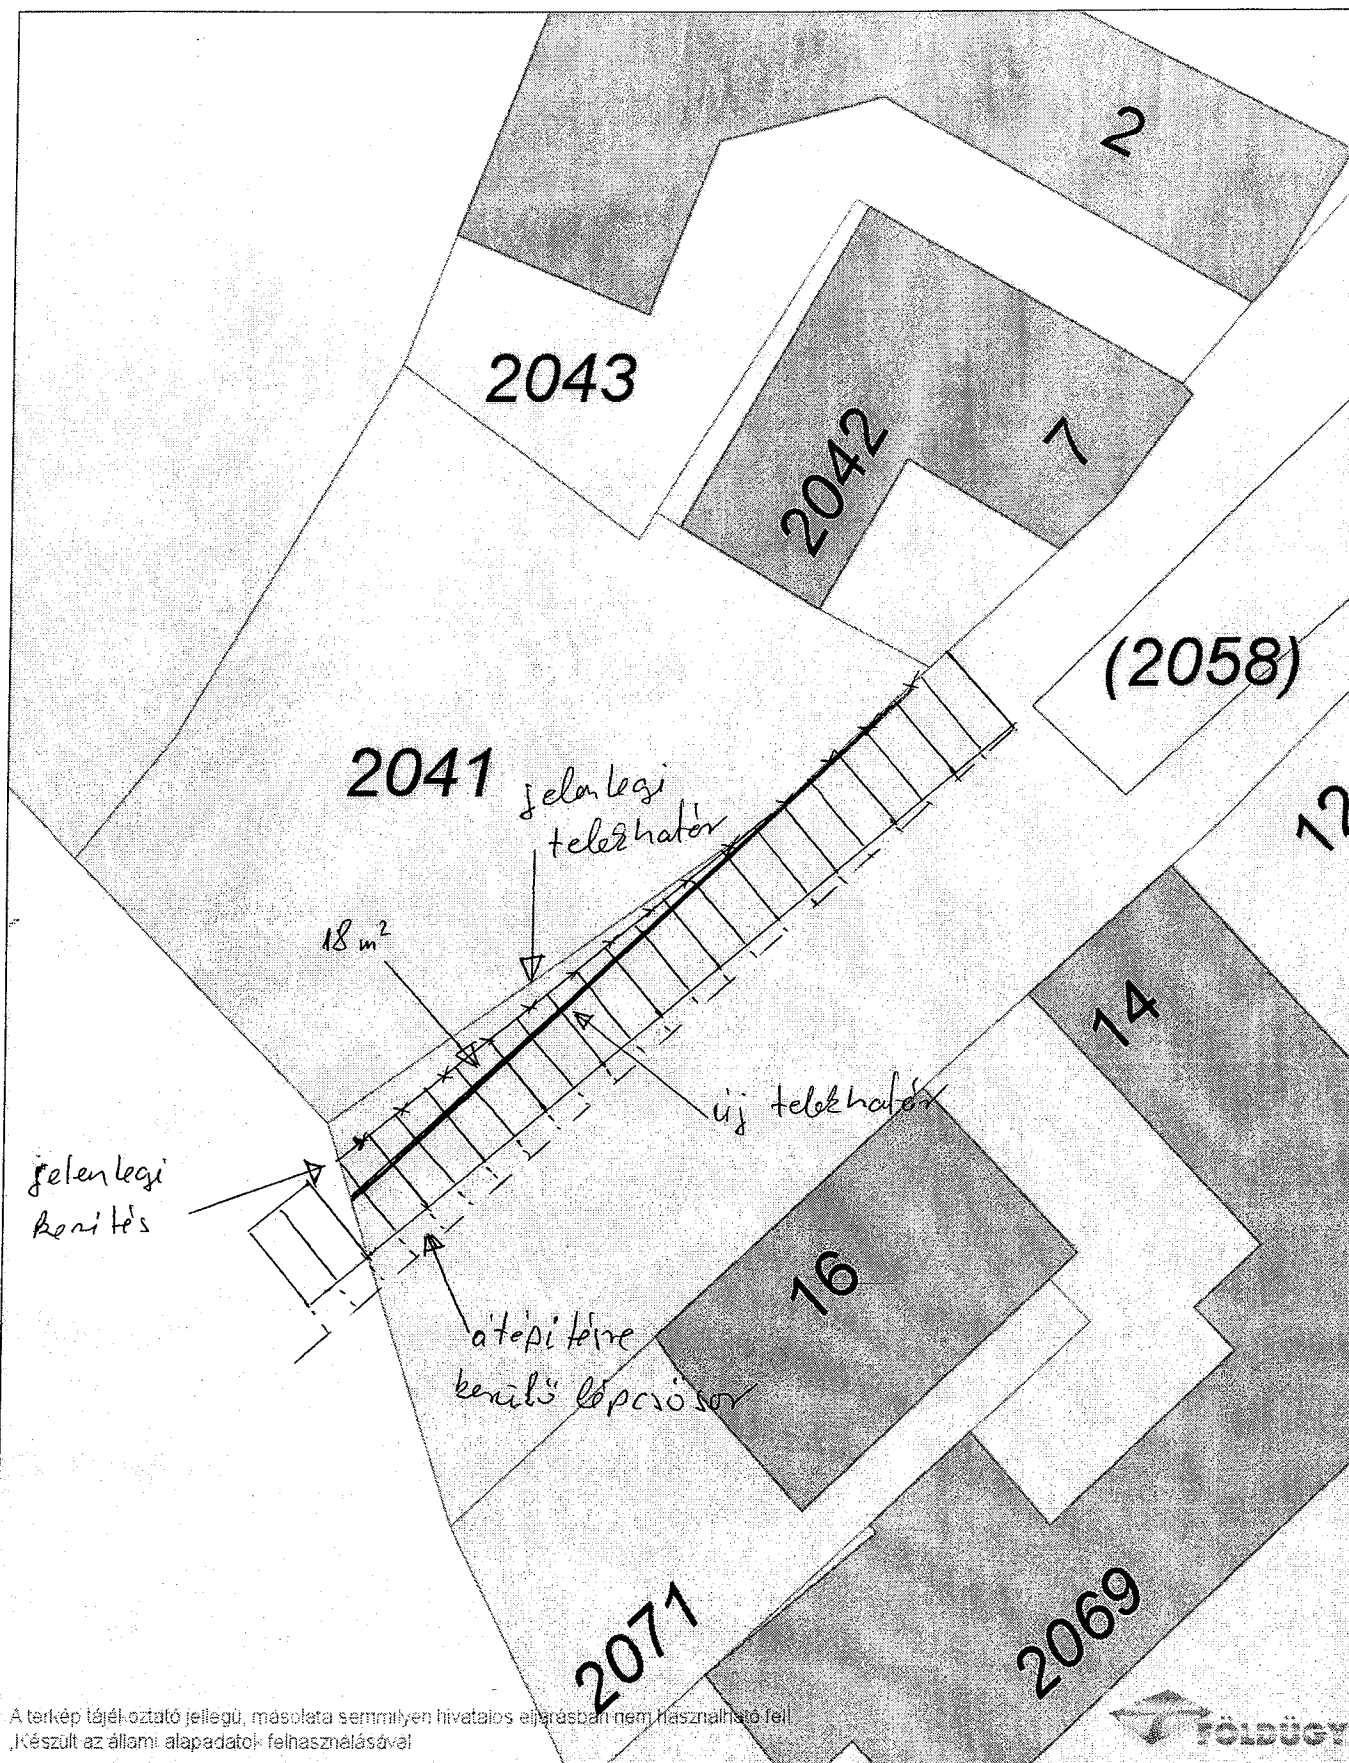 2
2043
2042
7
(2058)
2041
jelenlegi
telekhatár
12
18 m²
14
új telekhatár
jelenlegi
kerítés
16
átépítésre
kerülő lépcsősor
2071
2069
A térkép tájékoztató jellegű, másolata semmilyen hivatalos eljárásban nem használható fel!
Készült az állami alapadatok felhasználásával
FÖLDÜGY